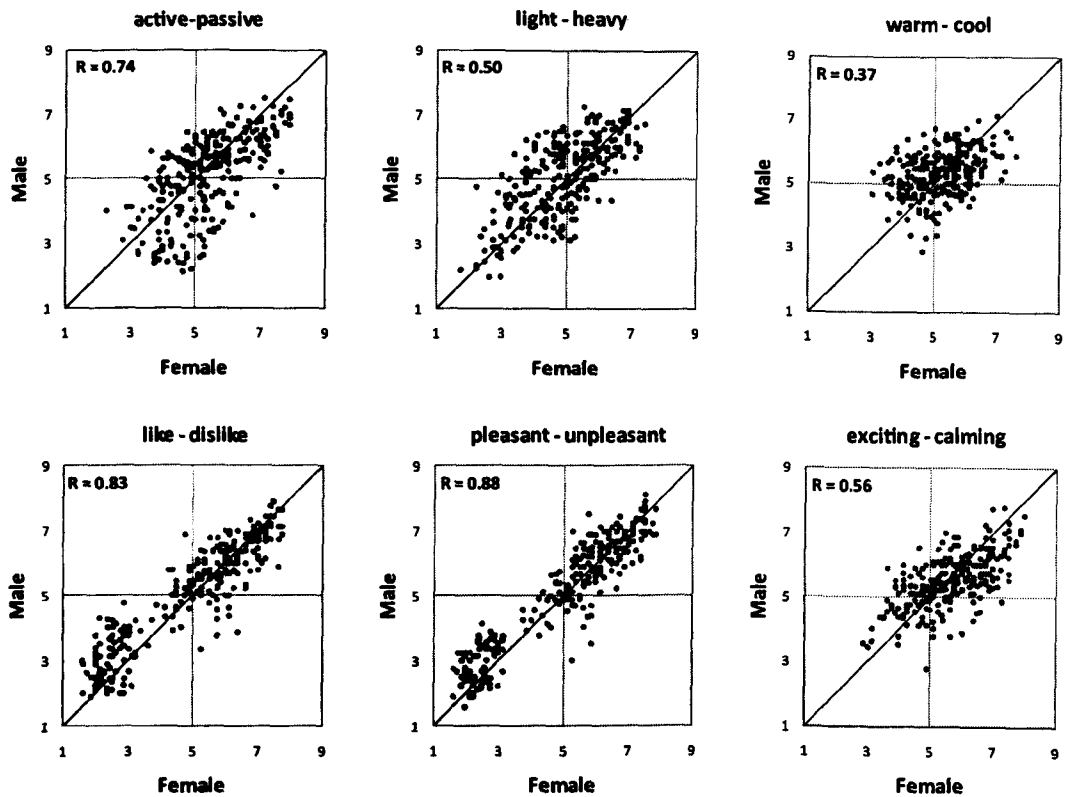 active-passive
light - heavy
warm - cool
9
R = 0.74
7
5
3
1
Male
1 3 5 7 9
Female
9
R = 0.50
7
5
3
1
Male
1 3 5 7 9
Female
9
R = 0.37
7
5
3
1
Male
1 3 5 7 9
Female
like - dislike
pleasant - unpleasant
exciting - calming
9
R = 0.83
7
5
3
1
Male
1 3 5 7 9
Female
9
R = 0.88
7
5
3
1
Male
1 3 5 7 9
Female
9
R = 0.56
7
5
3
1
Male
1 3 5 7 9
Female